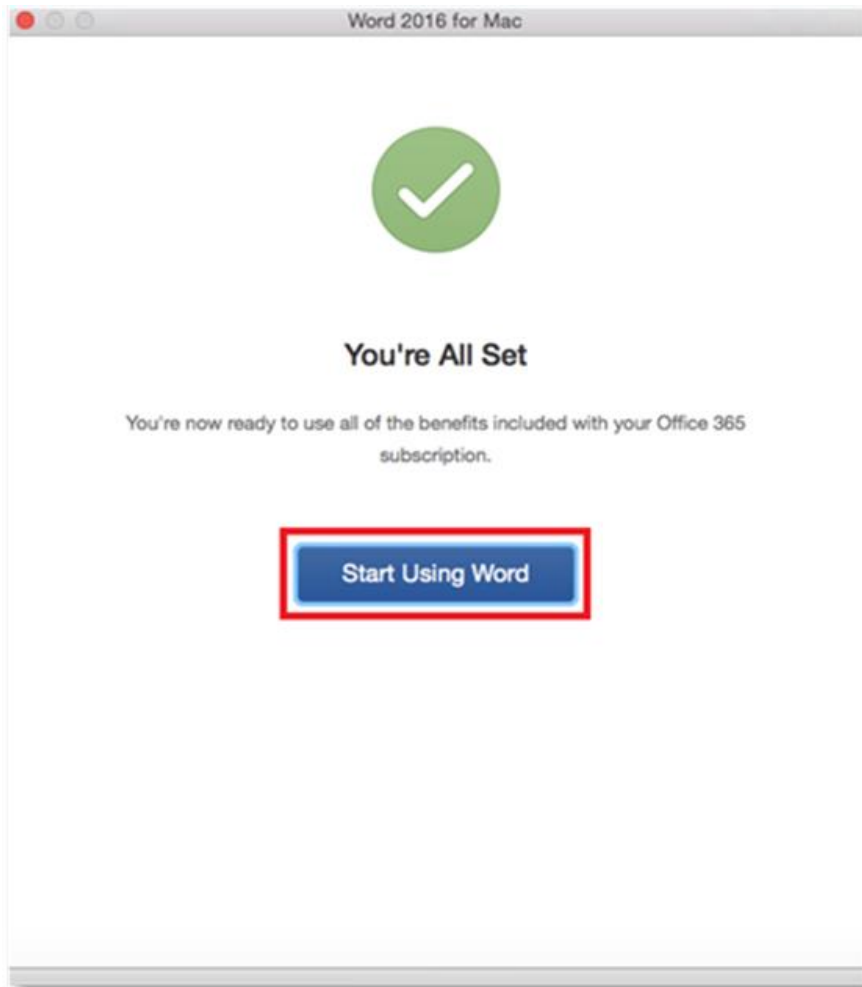 Word 2016 for Mac
You're All Set
You're now ready to use all of the benefits included with your Office 365
subscription.
Start Using Word